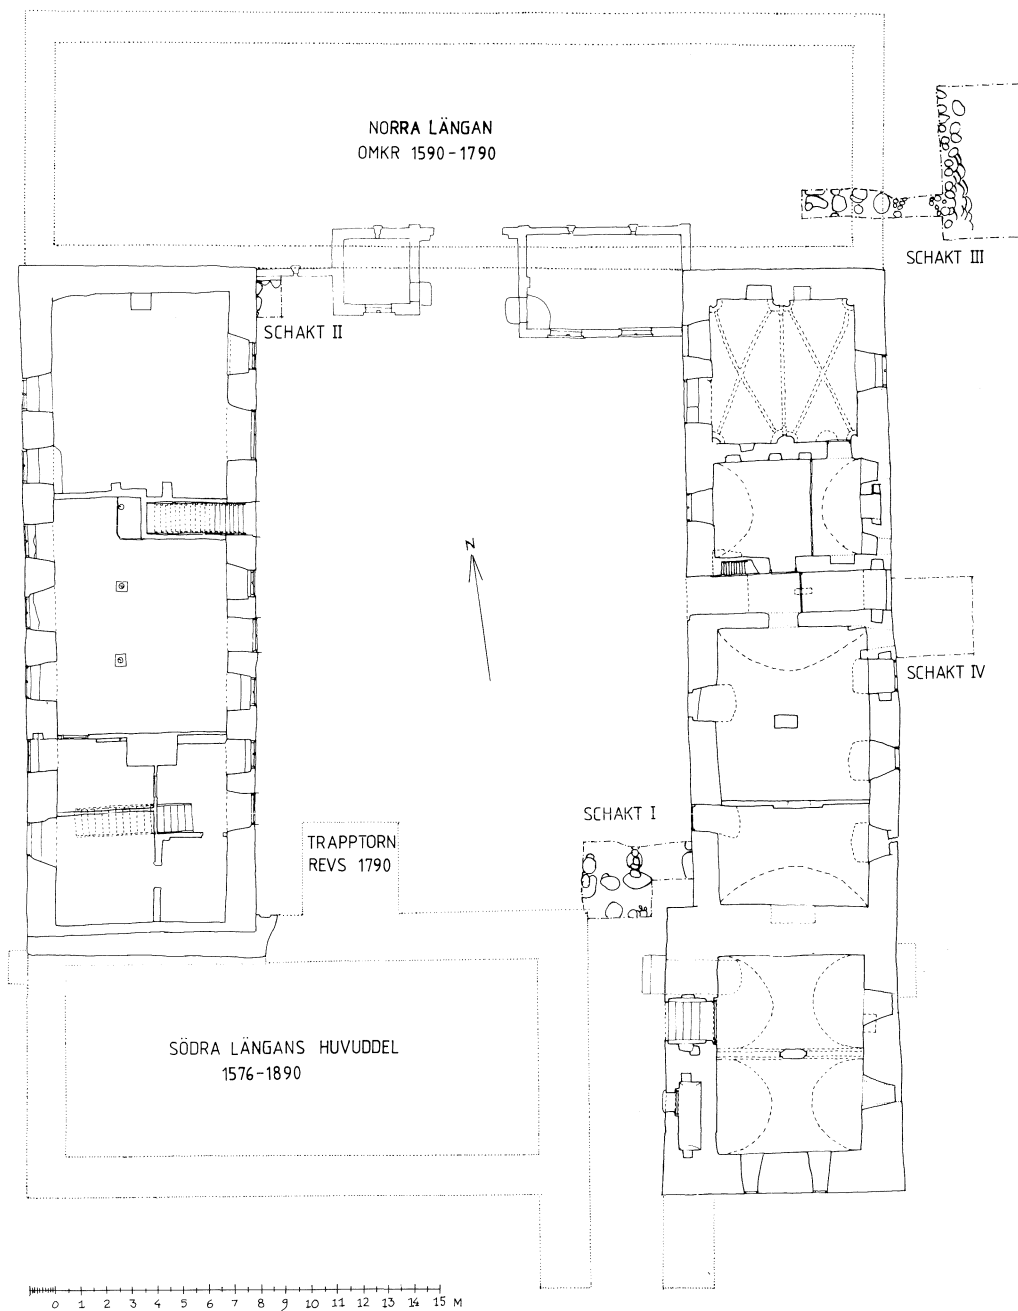 NORRA LÄNGAN
OMKR 1590-1790
SCHAKT III
SCHAKT II
N
SCHAKT IV
SCHAKT I
TRAPPTORN
REVS 1790
SÖDRA LÄNGANS HUVUDDEL
1576-1890
0 1 2 3 4 5 6 7 8 9 10 11 12 13 14 15 M